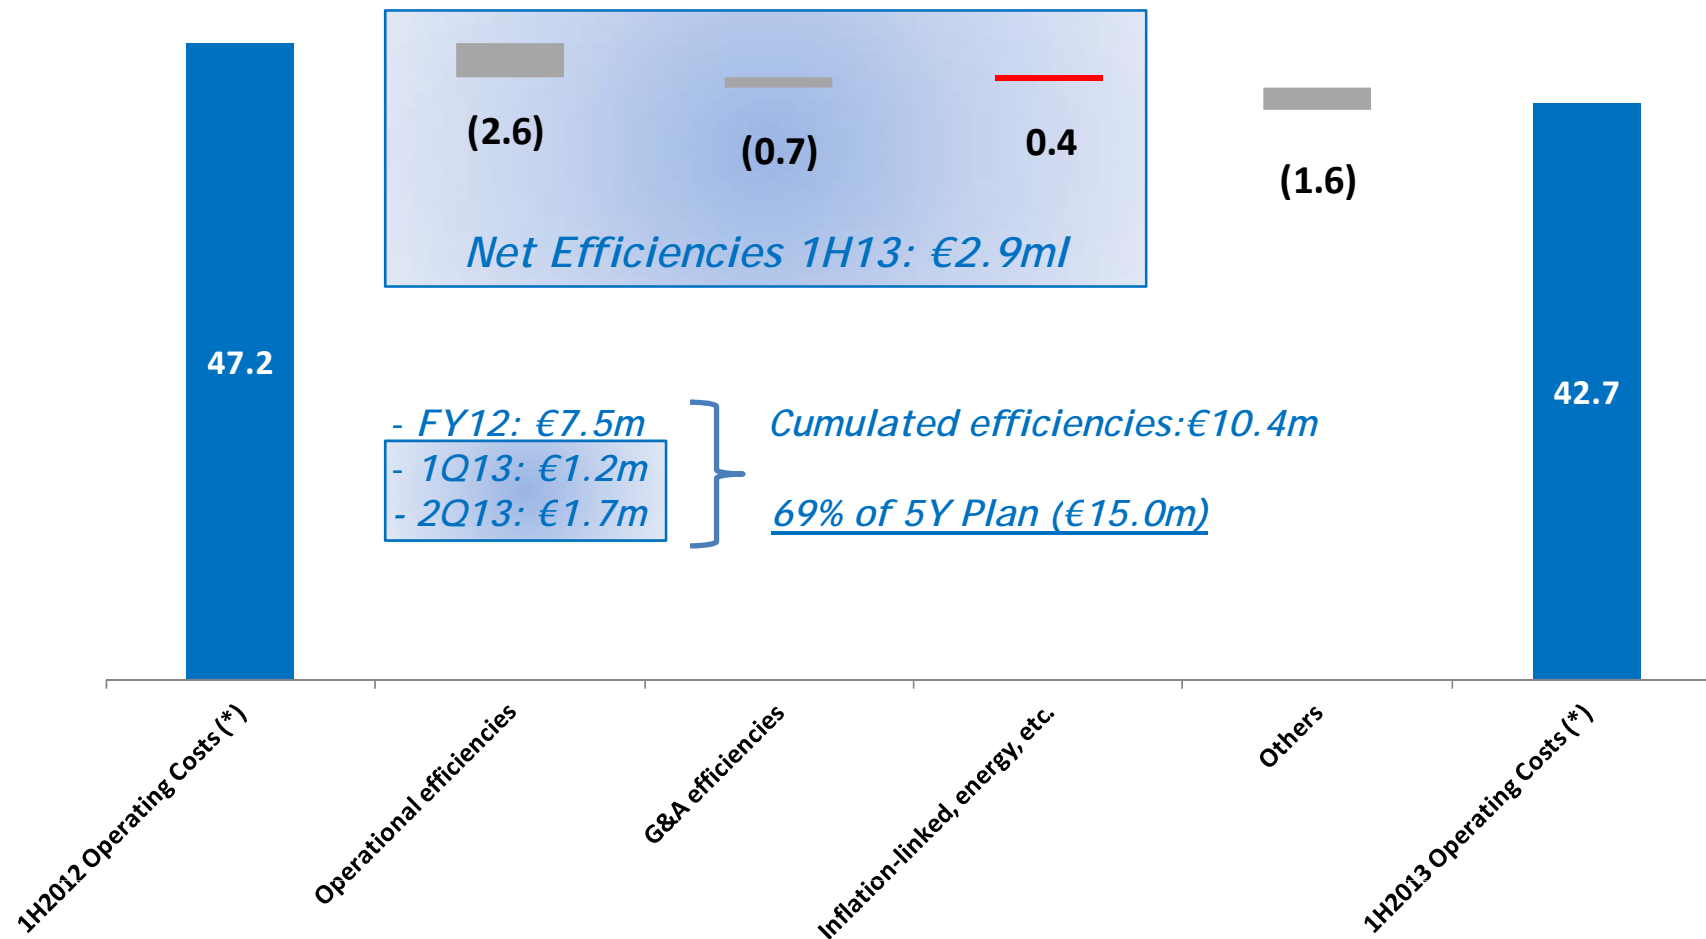 (2.6)
(0.7)
0.4
(1.6)
Net Efficiencies 1H13: €2.9ml
47.2
42.7
- FY12: €7.5m
- 1Q13: €1.2m
- 2Q13: €1.7m
Cumulated efficiencies:€10.4m
69% of 5Y Plan (€15.0m)
1H2012 Operating Costs (*)
Operational efficiencies
G&A efficiencies
Inflation-linked, energy, etc.
Others
1H2013 Operating Costs (*)